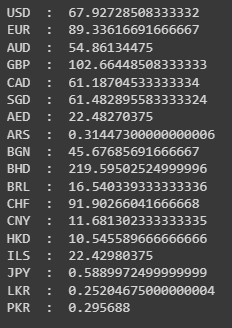 USD  :  67.92728508333332
EUR  :  89.33616691666667
AUD  :  54.86134475
GBP  :  102.66448508333333
CAD  :  61.18704533333334
SGD  :  61.482895583333324
AED  :  22.48270375
ARS  :  0.31447300000000006
BGN  :  45.67685691666667
BHD  :  219.59502524999996
BRL  :  16.540339333333336
CHF  :  91.90266041666668
CNY  :  11.681302333333335
HKD  :  10.545589666666666
ILS  :  22.42980375
JPY  :  0.5889972499999999
LKR  :  0.25204675000000004
PKR  :  0.295688